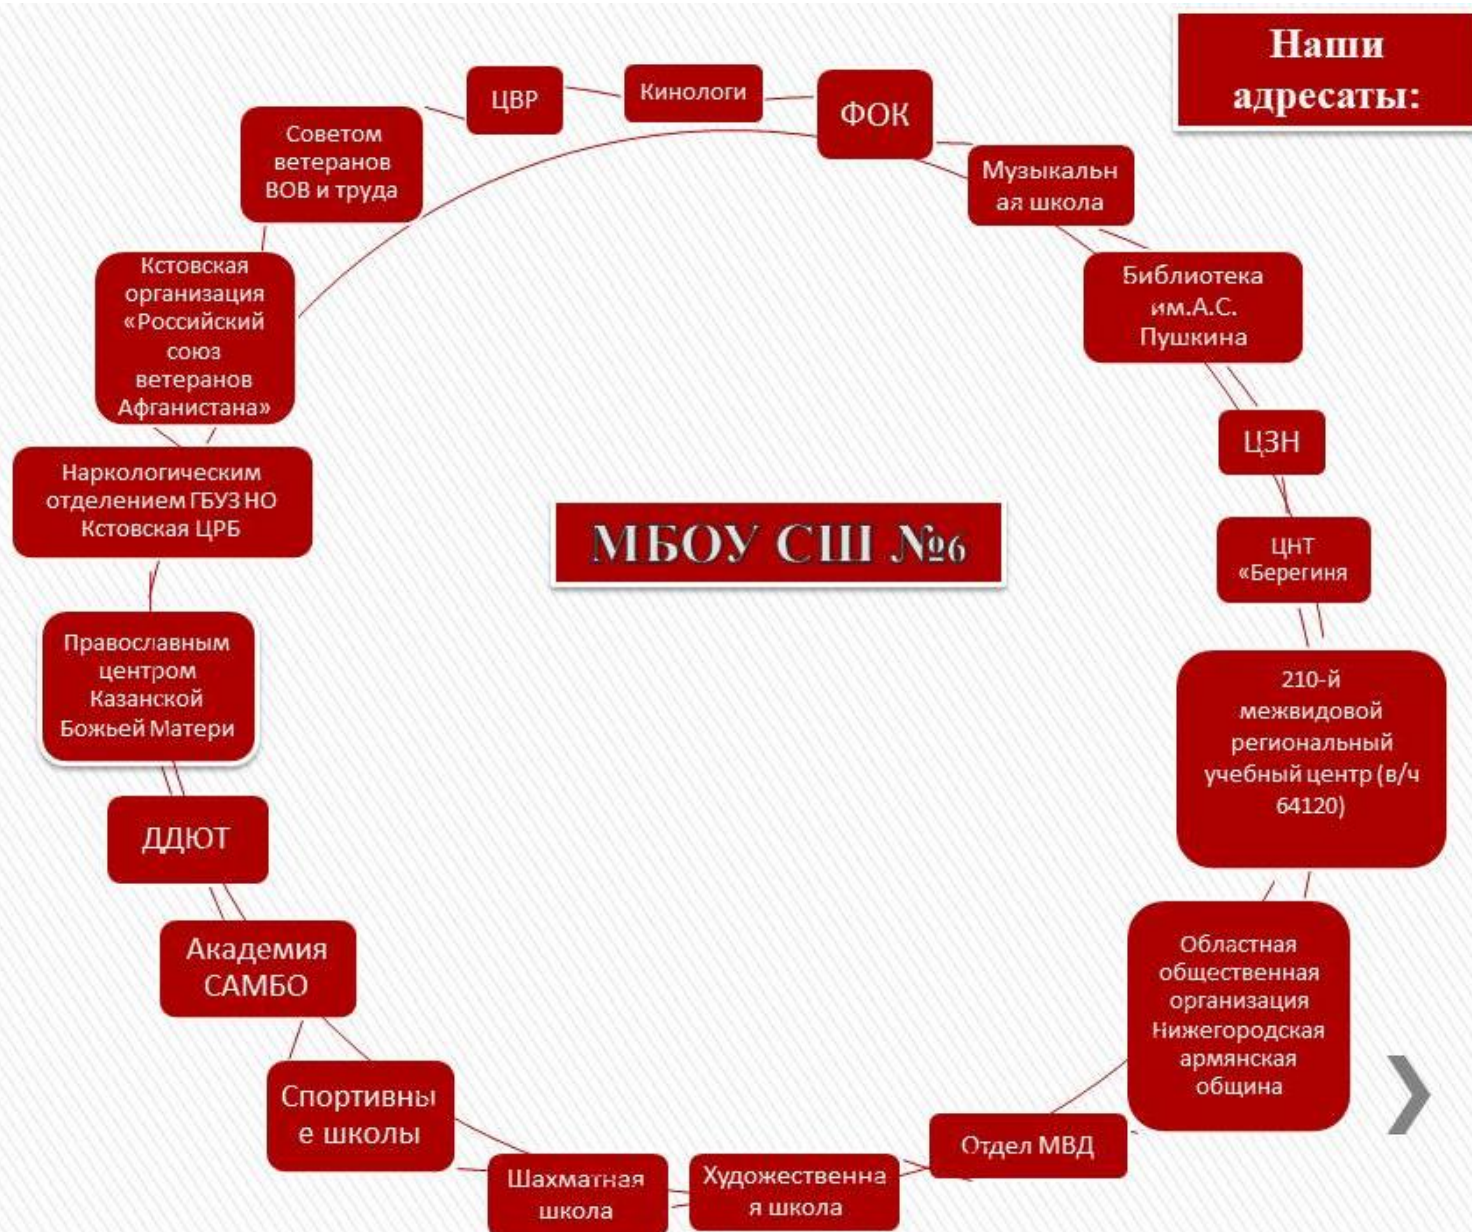 Наши
адресаты:
ЦВР
Кинологи
ФОК
Музыкальн
ая школа
Библиотека
им.А.С.
Пушкина
ЦЗН
ЦНТ
«Берегиня
210-й
межвидовой
региональный
учебный центр (в/ч
64120)
Областная
общественная
организация
Нижегородская
армянская
община
Отдел МВД
Художественна
я школа
Шахматная
школа
Спортивны
е школы
Академия
САМБО
ДДЮТ
Православным
центром
Казанской
Божьей Матери
Наркологическим
отделением ГБУЗ НО
Кстовская ЦРБ
Кстовская
организация
«Российский
союз
ветеранов
Афганистана»
Советом
ветеранов
ВОВ и труда
МБОУ СШ №6